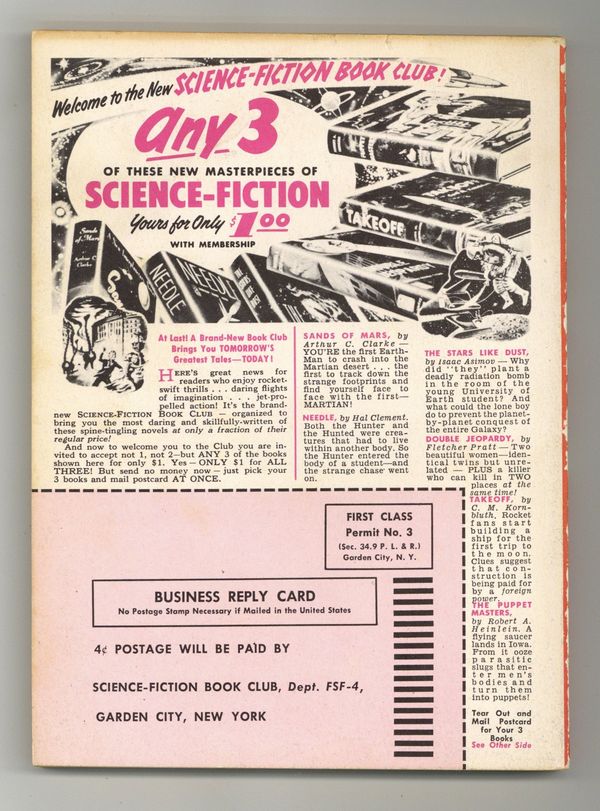 Welcome to the New SCIENCE-FICTION BOOK CLUB!
any 3
OF THESE NEW MASTERPIECES OF
SCIENCE-FICTION
Yours for Only $1.00
WITH MEMBERSHIP
TAKEOFF
Sands
of Mars
Arthur C.
Clarke
NEEDLE
NEEDLE
At Last! A Brand-New Book Club
Brings You TOMORROW'S
Greatest Tales—TODAY!
HERE'S great news for
readers who enjoy rocket-
swift thrills . . . daring flights
of imagination . . . jet-pro-
pelled action! It's the brand-
new SCIENCE-FICTION BOOK CLUB — organized to
bring you the most daring and skillfully-written of
these spine-tingling novels at only a fraction of their
regular price!
And now to welcome you to the Club you are in-
vited to accept not 1, not 2—but ANY 3 of the books
shown here for only $1. Yes—ONLY $1 for ALL
THREE! But send no money now — just pick your
3 books and mail postcard AT ONCE.
SANDS OF MARS, by
Arthur C. Clarke —
YOU'RE the first Earth-
Man to crash into the
Martian desert . . . the
first to track down the
strange footprints and
find yourself face to
face with the first—
MARTIAN!
NEEDLE, by Hal Clement.
Both the Hunter and
the Hunted were crea-
tures that had to live
within another body. So
the Hunter entered the
body of a student—and
the strange chase went
on.
THE STARS LIKE DUST,
by Isaac Asimov — Why
did "they" plant a
deadly radiation bomb
in the room of the
young University of
Earth student? And
what could the lone boy
do to prevent the planet-
by-planet conquest of
the entire Galaxy?
DOUBLE JEOPARDY, by
Fletcher Pratt — Two
beautiful women—iden-
tical twins but unre-
lated — PLUS a killer
who can kill in TWO
places at the
same time!
TAKEOFF, by
C. M. Korn-
bluth. Rocket
fans start
building a
ship for the
first trip to
the moon.
Clues suggest
that con-
struction is
being paid for
by a foreign
power.
THE PUPPET
MASTERS,
by Robert A.
Heinlein. A
flying saucer
lands in Iowa.
From it ooze
parasitic
slugs that en-
ter men's
bodies and
turn them
into puppets!
Tear Out and
Mail Postcard
for Your 3
Books
See Other Side
FIRST CLASS
Permit No. 3
(Sec. 34.9 P. L. & R.)
Garden City, N. Y.
BUSINESS REPLY CARD
No Postage Stamp Necessary if Mailed in the United States
4¢ POSTAGE WILL BE PAID BY
SCIENCE-FICTION BOOK CLUB, Dept. FSF-4,
GARDEN CITY, NEW YORK